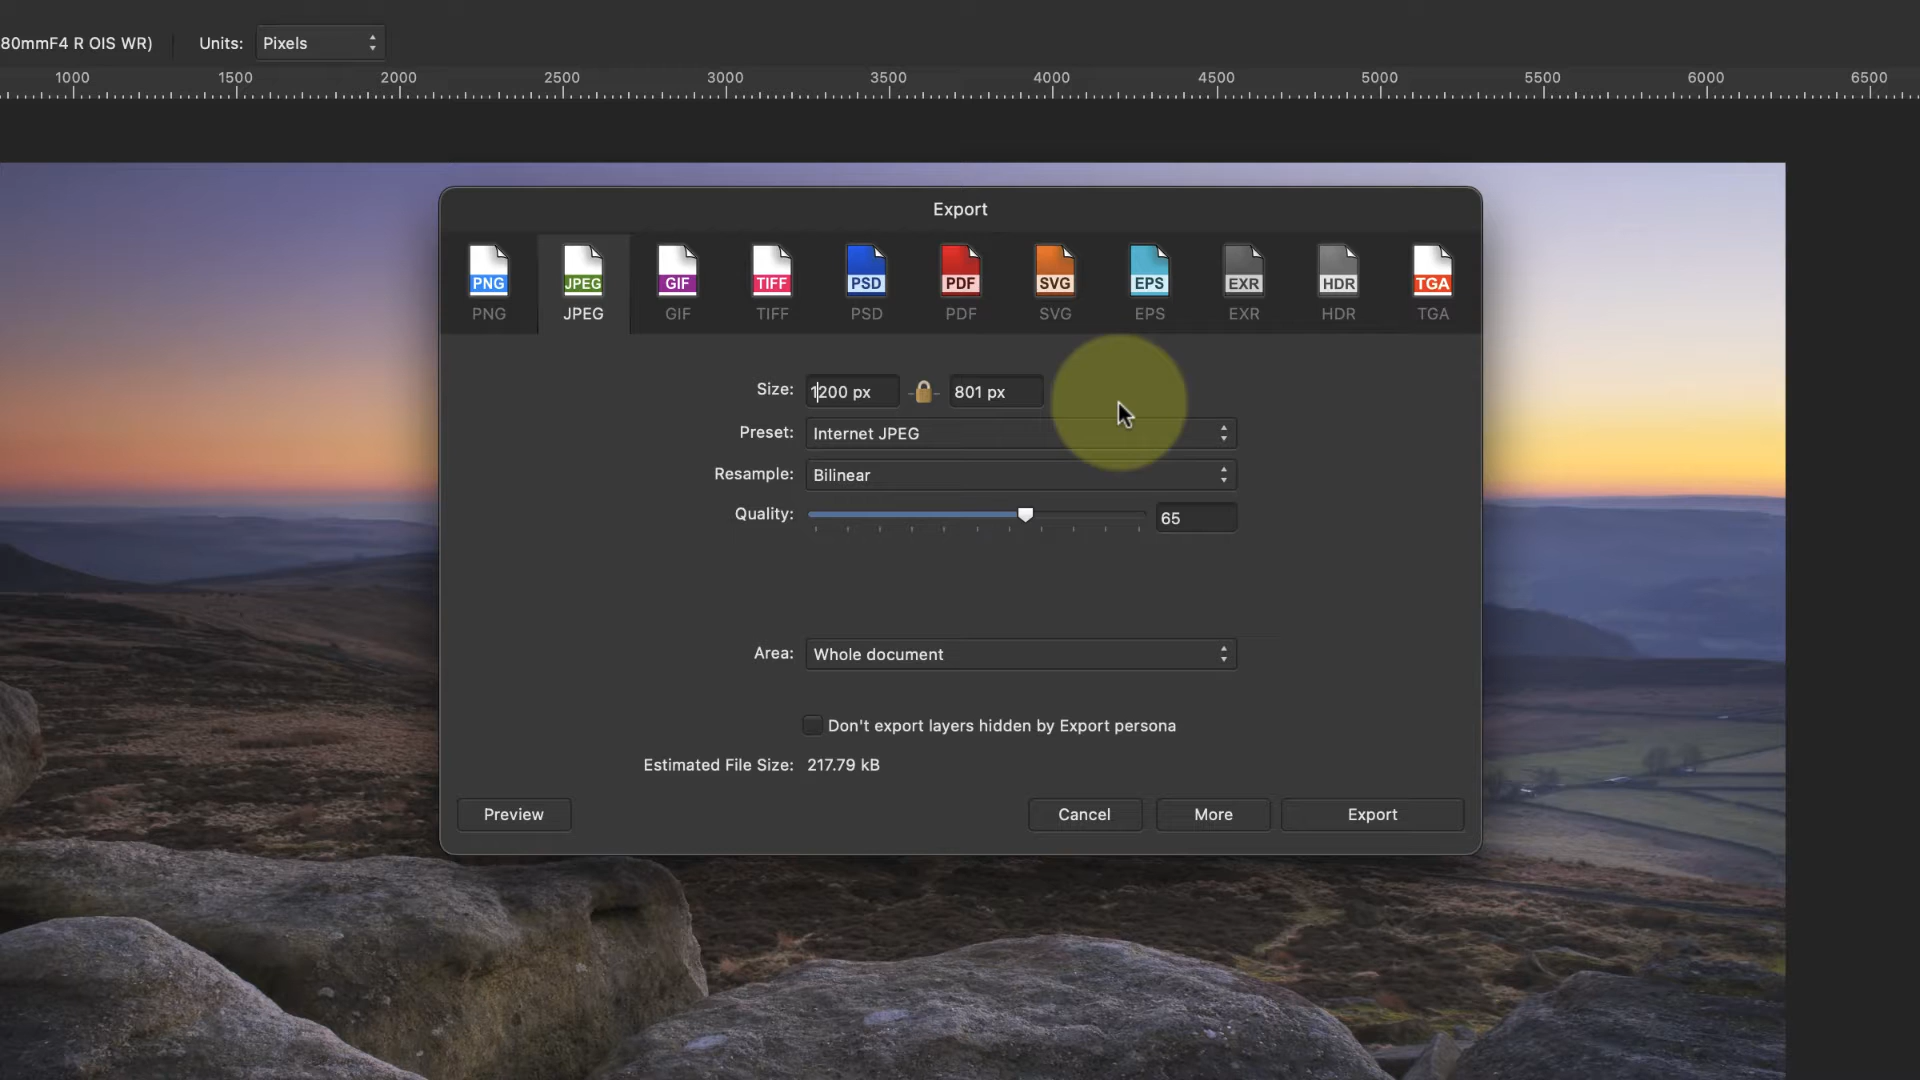 80mmF4 R OIS WR) Units: Pixels
1000 1500 2000 2500 3000 3500 4000 4500 5000 5500 6000 6500
Export
PNG JPEG GIF TIFF PSD PDF SVG EPS EXR HDR TGA
PNG JPEG GIF TIFF PSD PDF SVG EPS EXR HDR TGA
Size: 1200 px 801 px
Preset: Internet JPEG
Resample: Bilinear
Quality: 65
Area: Whole document
Don't export layers hidden by Export persona
Estimated File Size: 217.79 kB
Preview Cancel More Export